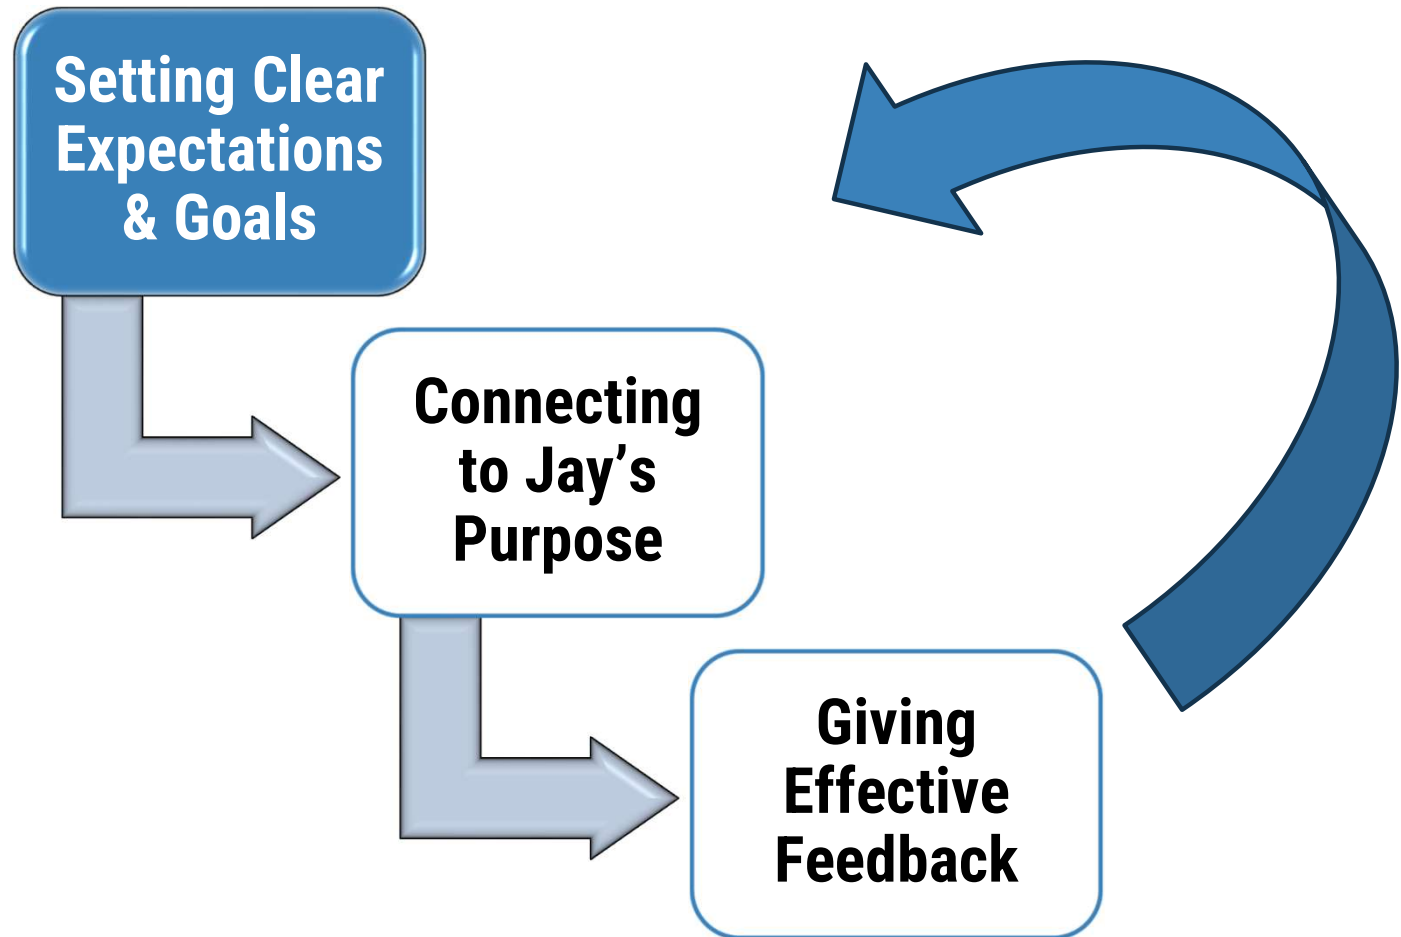 Setting Clear
Expectations
& Goals
Connecting
to Jay’s
Purpose
Giving
Effective
Feedback